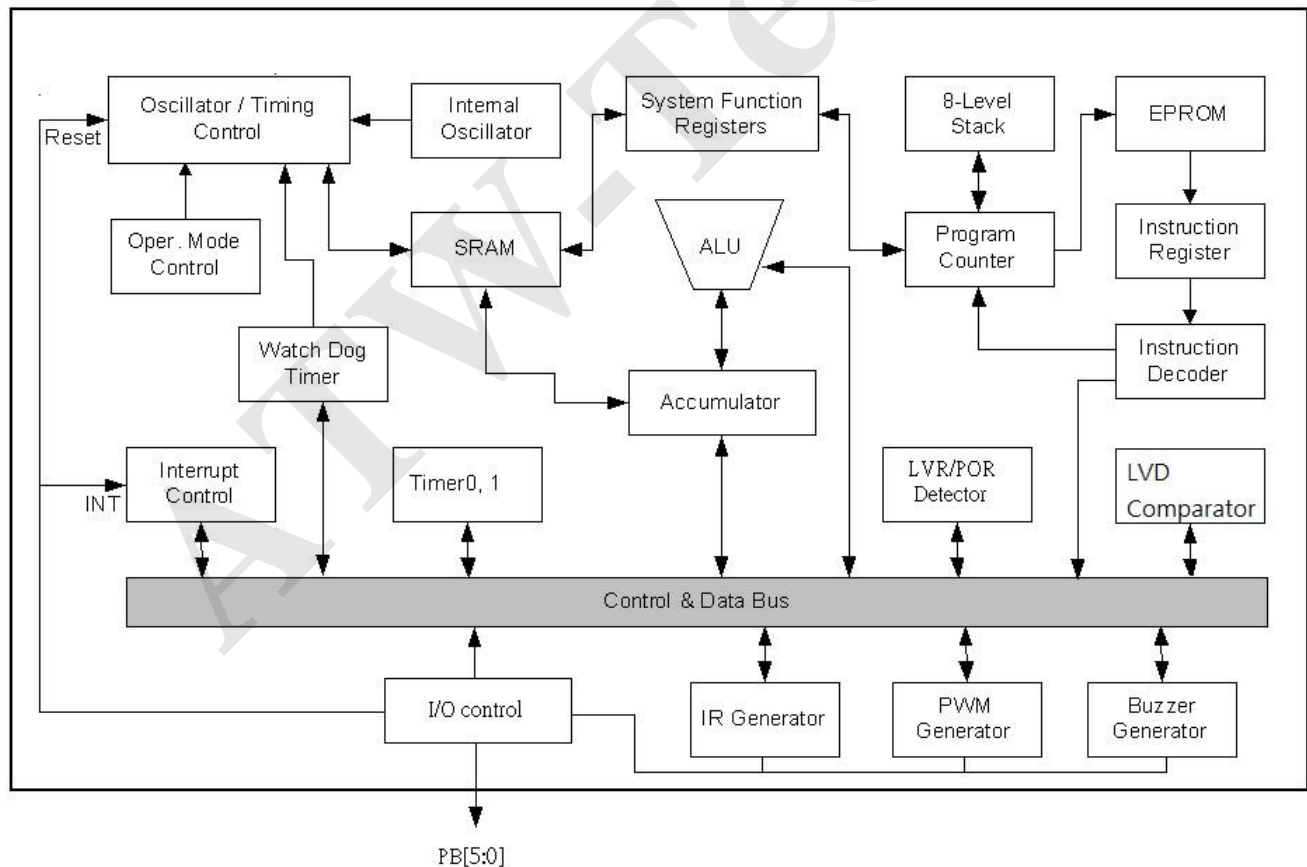 Oscillator / Timing
Control
Internal
Oscillator
System Function
Registers
8-Level
Stack
EPROM
Reset
Oper. Mode
Control
SRAM
ALU
Program
Counter
Instruction
Register
Watch Dog
Timer
Accumulator
Instruction
Decoder
Interrupt
Control
INT
Timer0, 1
LVR/POR
Detector
LVD
Comparator
Control & Data Bus
I/O control
IR Generator
PWM
Generator
Buzzer
Generator
PB[5:0]
ATW-Te